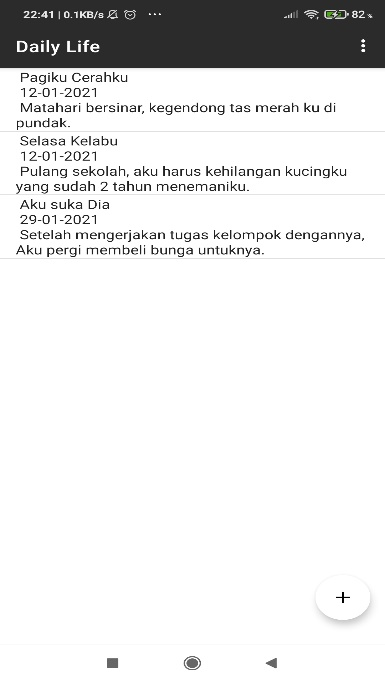 22:41 | 0.1KB/s
82
Daily Life
Pagiku Cerahku
12-01-2021
Matahari bersinar, kegendong tas merah ku di
pundak.
Selasa Kelabu
12-01-2021
Pulang sekolah, aku harus kehilangan kucingku
yang sudah 2 tahun menemaniku.
Aku suka Dia
29-01-2021
Setelah mengerjakan tugas kelompok dengannya,
Aku pergi membeli bunga untuknya.